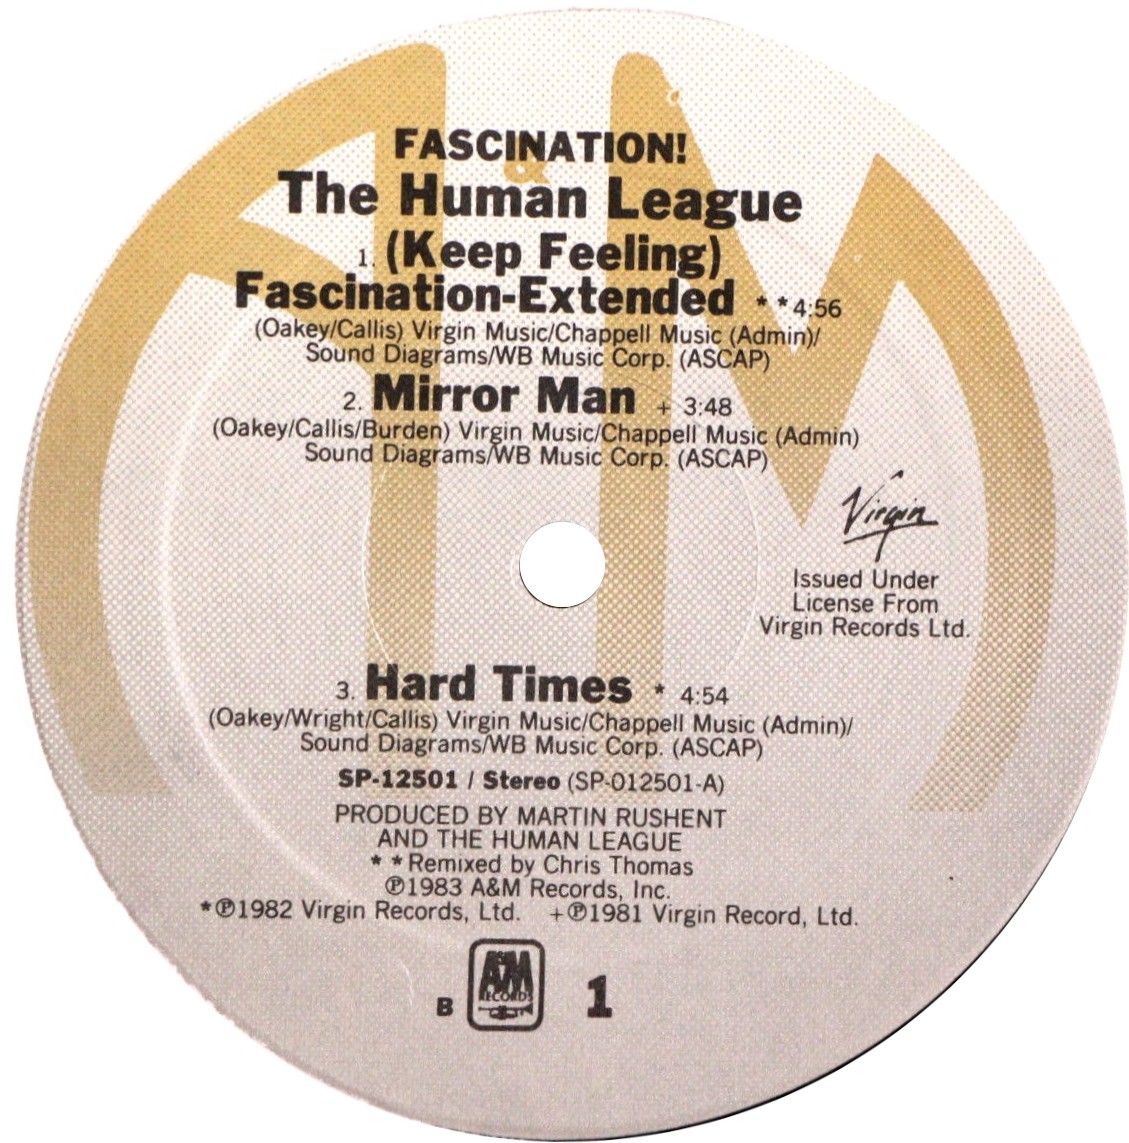 FASCINATION!
&
The Human League
1. (Keep Feeling)
Fascination-Extended * * 4:56
(Oakey/Callis) Virgin Music/Chappell Music (Admin)/
Sound Diagrams/WB Music Corp. (ASCAP)
2. Mirror Man + 3:48
(Oakey/Callis/Burden) Virgin Music/Chappell Music (Admin)
Sound Diagrams/WB Music Corp. (ASCAP)
Virgin
Issued Under
License From
Virgin Records Ltd.
3. Hard Times * 4:54
(Oakey/Wright/Callis) Virgin Music/Chappell Music (Admin)/
Sound Diagrams/WB Music Corp. (ASCAP)
SP-12501 / Stereo (SP-012501-A)
PRODUCED BY MARTIN RUSHENT
AND THE HUMAN LEAGUE
* * Remixed by Chris Thomas
℗1983 A&M Records, Inc.
*℗1982 Virgin Records, Ltd. +℗1981 Virgin Record, Ltd.
A&M
RECORDS
B 1